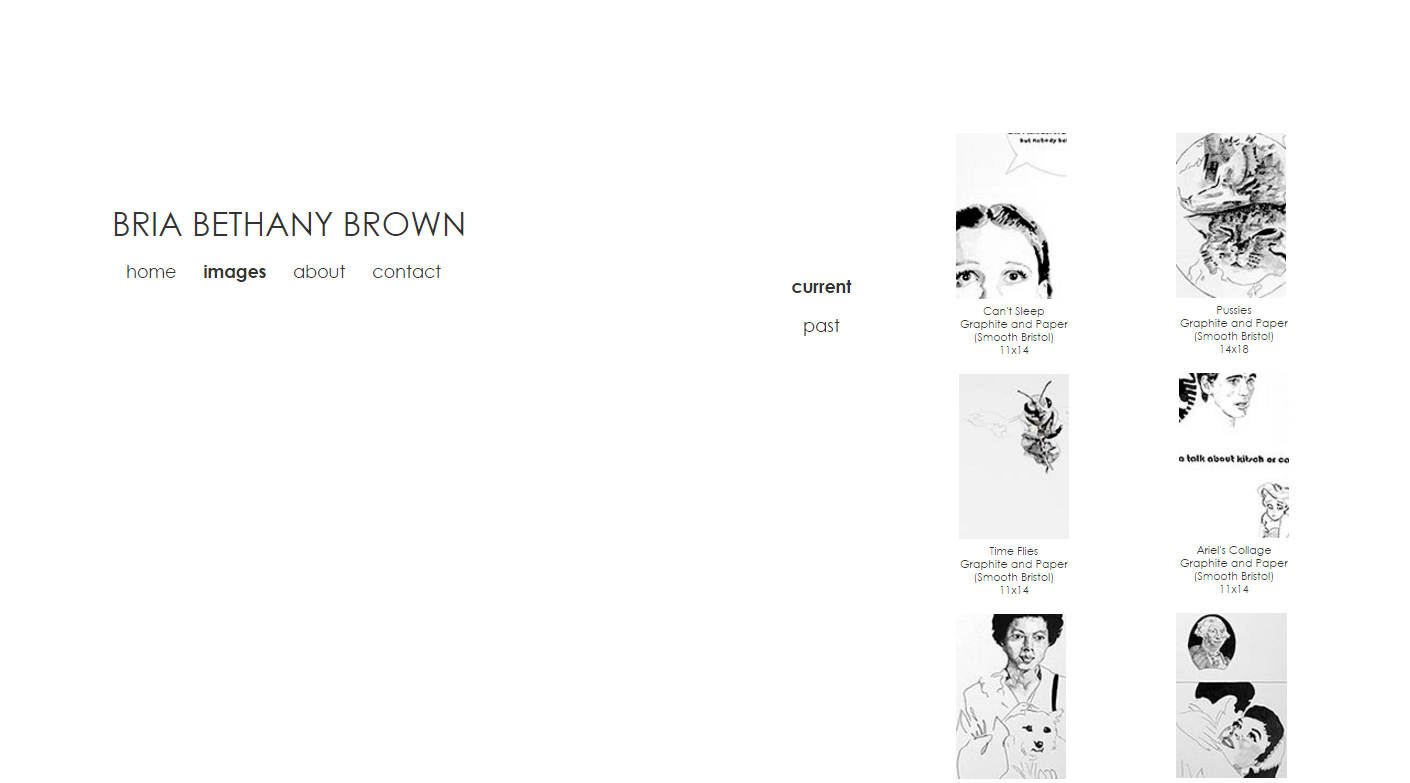 BRIA BETHANY BROWN
home images about contact
current
past
but nobody
Can't Sleep
Graphite and Paper
(Smooth Bristol)
11x14
Pussies
Graphite and Paper
(Smooth Bristol)
14x18
a talk about kitsch or
Time Flies
Graphite and Paper
(Smooth Bristol)
11x14
Ariel's Collage
Graphite and Paper
(Smooth Bristol)
11x14